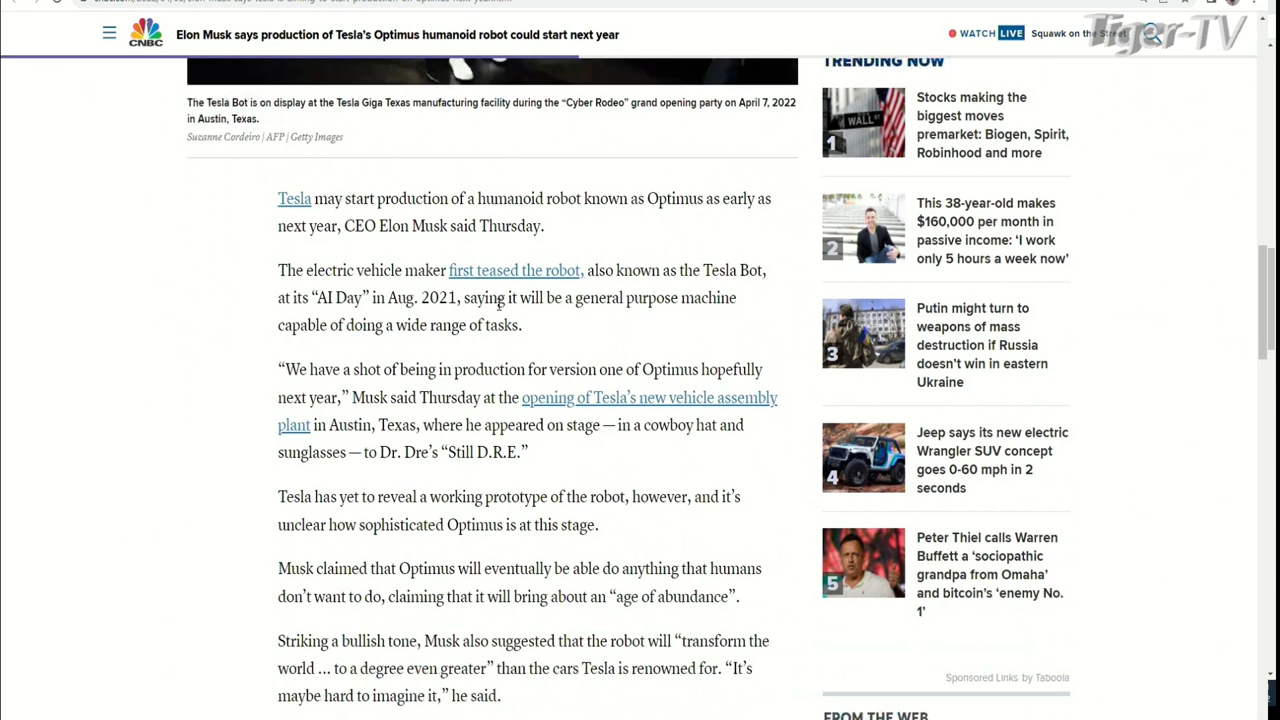 CNBC
Elon Musk says production of Tesla's Optimus humanoid robot could start next year
WATCH LIVE
Squawk on the Street
Tiger-TV
The Tesla Bot is on display at the Tesla Giga Texas manufacturing facility during the “Cyber Rodeo” grand opening party on April 7, 2022
in Austin, Texas.
Suzanne Cordeiro | AFP | Getty Images
Tesla may start production of a humanoid robot known as Optimus as early as
next year, CEO Elon Musk said Thursday.
The electric vehicle maker first teased the robot, also known as the Tesla Bot,
at its “AI Day” in Aug. 2021, saying it will be a general purpose machine
capable of doing a wide range of tasks.
“We have a shot of being in production for version one of Optimus hopefully
next year,” Musk said Thursday at the opening of Tesla’s new vehicle assembly
plant in Austin, Texas, where he appeared on stage — in a cowboy hat and
sunglasses — to Dr. Dre’s “Still D.R.E.”
Tesla has yet to reveal a working prototype of the robot, however, and it’s
unclear how sophisticated Optimus is at this stage.
Musk claimed that Optimus will eventually be able do anything that humans
don’t want to do, claiming that it will bring about an “age of abundance”.
Striking a bullish tone, Musk also suggested that the robot will “transform the
world ... to a degree even greater” than the cars Tesla is renowned for. “It’s
maybe hard to imagine it,” he said.
TRENDING NOW
WALL ST
1
Stocks making the
biggest moves
premarket: Biogen, Spirit,
Robinhood and more
2
This 38-year-old makes
$160,000 per month in
passive income: ‘I work
only 5 hours a week now’
3
Putin might turn to
weapons of mass
destruction if Russia
doesn’t win in eastern
Ukraine
4
Jeep says its new electric
Wrangler SUV concept
goes 0-60 mph in 2
seconds
5
Peter Thiel calls Warren
Buffett a ‘sociopathic
grandpa from Omaha’
and bitcoin’s ‘enemy No.
1’
Sponsored Links by Taboola
FROM THE WEB